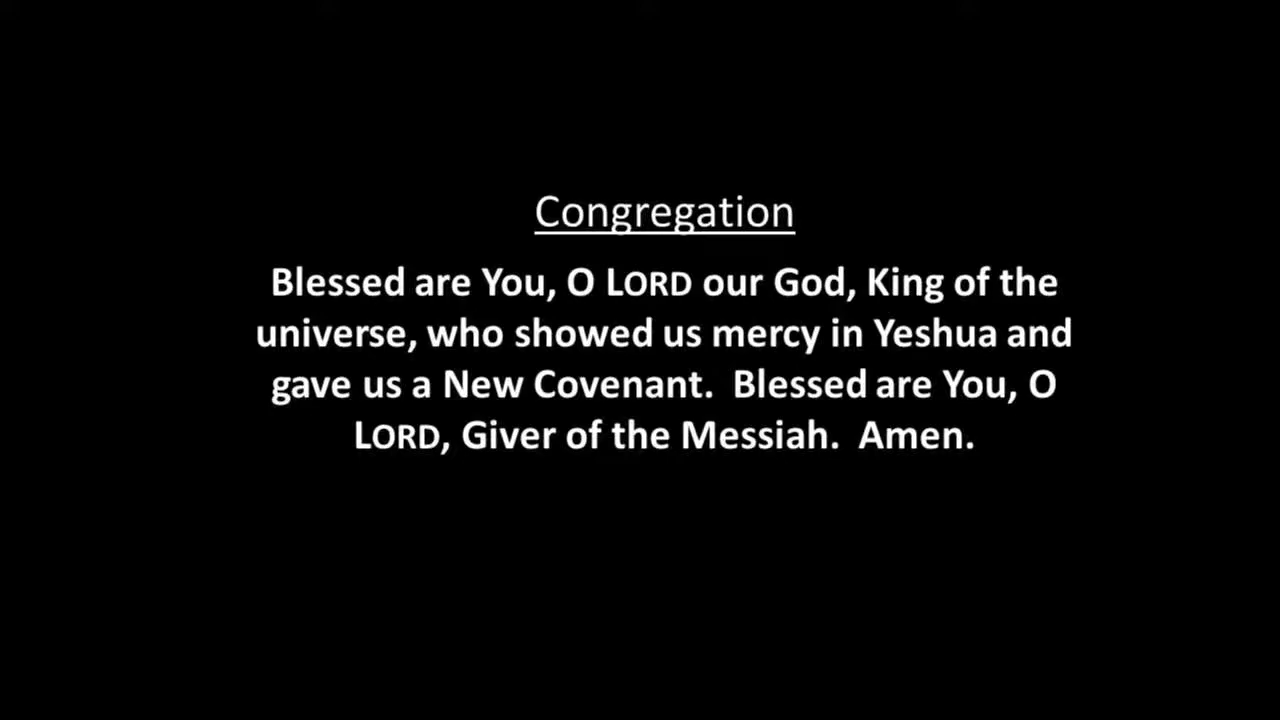 Congregation
Blessed are You, O LORD our God, King of the
universe, who showed us mercy in Yeshua and
gave us a New Covenant.  Blessed are You, O
LORD, Giver of the Messiah.  Amen.